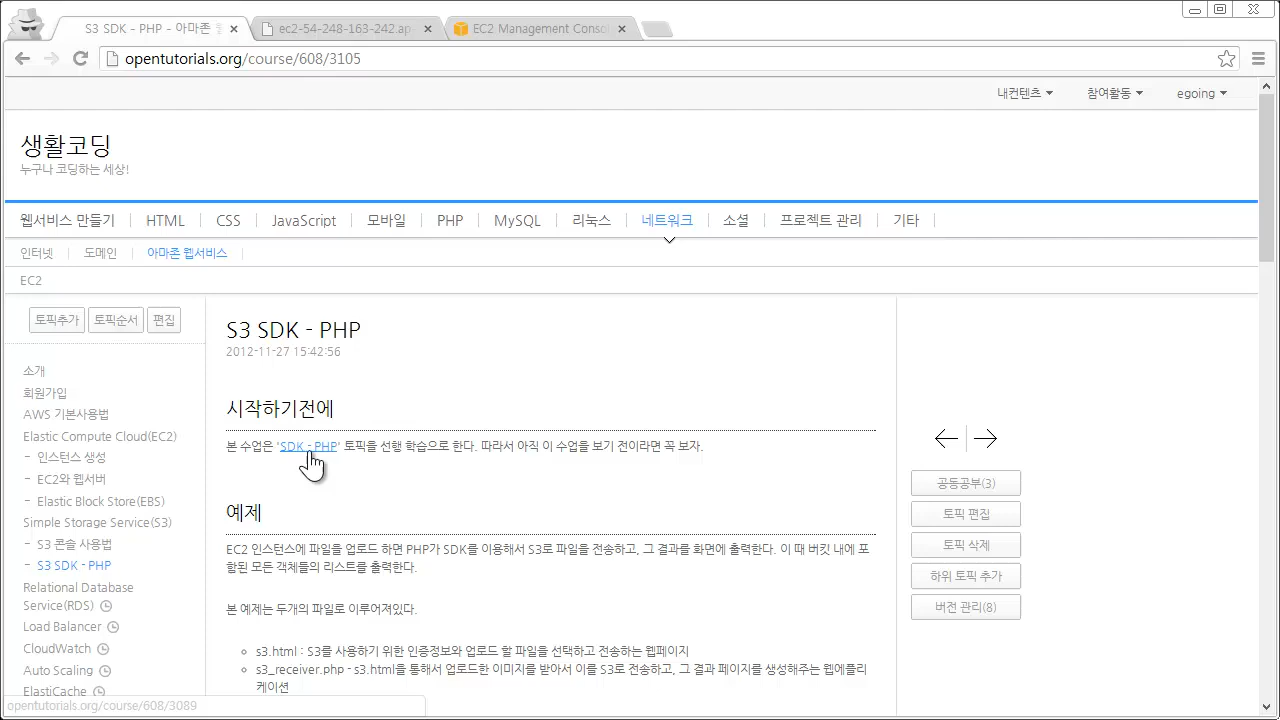 S3 SDK - PHP - 아마존
ec2-54-248-163-242.ap
EC2 Management Consol
opentutorials.org/course/608/3105
내컨텐츠
참여활동
egoing
생활코딩
누구나 코딩하는 세상!
웹서비스 만들기
HTML
CSS
JavaScript
모바일
PHP
MySQL
리눅스
네트워크
소셜
프로젝트 관리
기타
인터넷
도메인
아마존 웹서비스
EC2
토픽추가
토픽순서
편집
소개
회원가입
AWS 기본사용법
Elastic Compute Cloud(EC2)
- 인스턴스 생성
- EC2와 웹서버
- Elastic Block Store(EBS)
Simple Storage Service(S3)
- S3 콘솔 사용법
- S3 SDK - PHP
Relational Database
Service(RDS)
Load Balancer
CloudWatch
Auto Scaling
ElastiCache
S3 SDK - PHP
2012-11-27 15:42:56
시작하기전에
본 수업은 'SDK - PHP' 토픽을 선행 학습으로 한다. 따라서 아직 이 수업을 보기 전이라면 꼭 보자.
예제
EC2 인스턴스에 파일을 업로드 하면 PHP가 SDK를 이용해서 S3로 파일을 전송하고, 그 결과를 화면에 출력한다. 이 때 버킷 내에 포
함된 모든 객체들의 리스트를 출력한다.
본 예제는 두개의 파일로 이루어져있다.
s3.html : S3를 사용하기 위한 인증정보와 업로드 할 파일을 선택하고 전송하는 웹페이지
s3_receiver.php - s3.html을 통해서 업로드한 이미지를 받아서 이를 S3로 전송하고, 그 결과 페이지를 생성해주는 웹에플리
케이션
공동공부(3)
토픽 편집
토픽 삭제
하위 토픽 추가
버전 관리(8)
opentutorials.org/course/608/3089